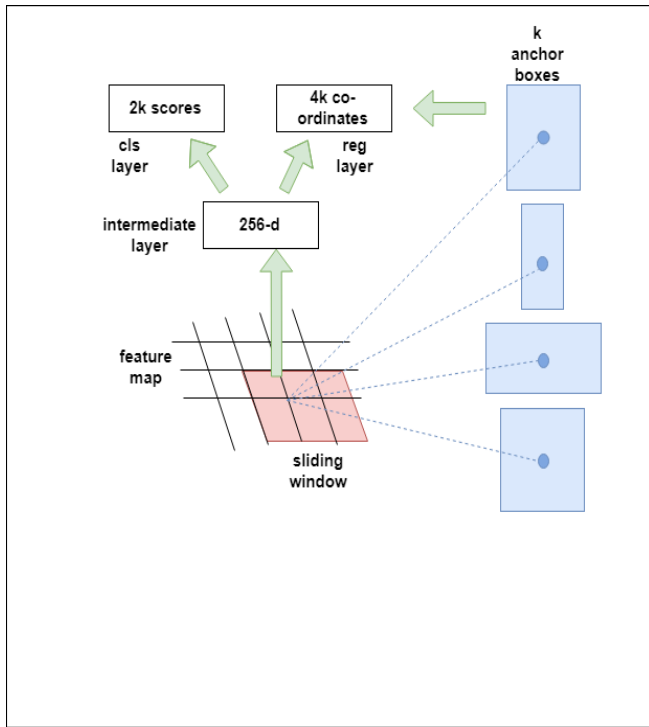 k
anchor
boxes
2k scores
4k co-
ordinates
cls
layer
reg
layer
intermediate
layer
256-d
feature
map
sliding
window